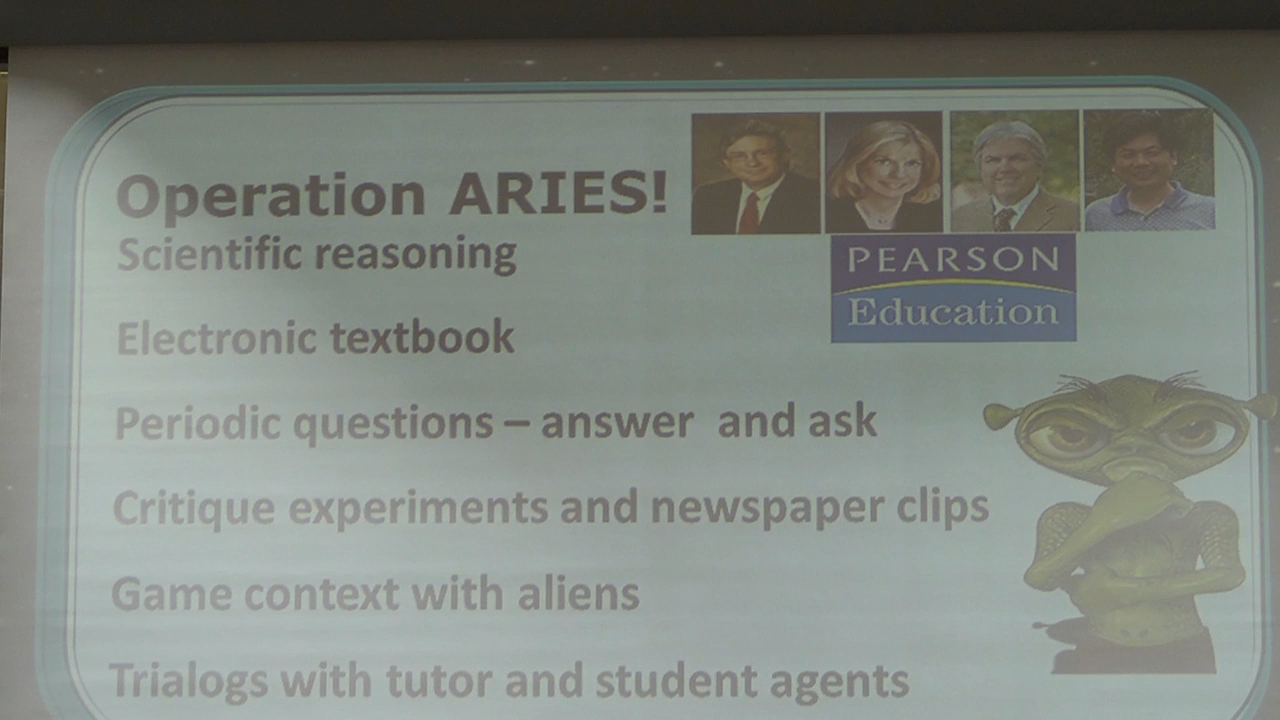 Operation ARIES!
Scientific reasoning
PEARSON
Education
Electronic textbook
Periodic questions – answer and ask
Critique experiments and newspaper clips
Game context with aliens
Trialogs with tutor and student agents